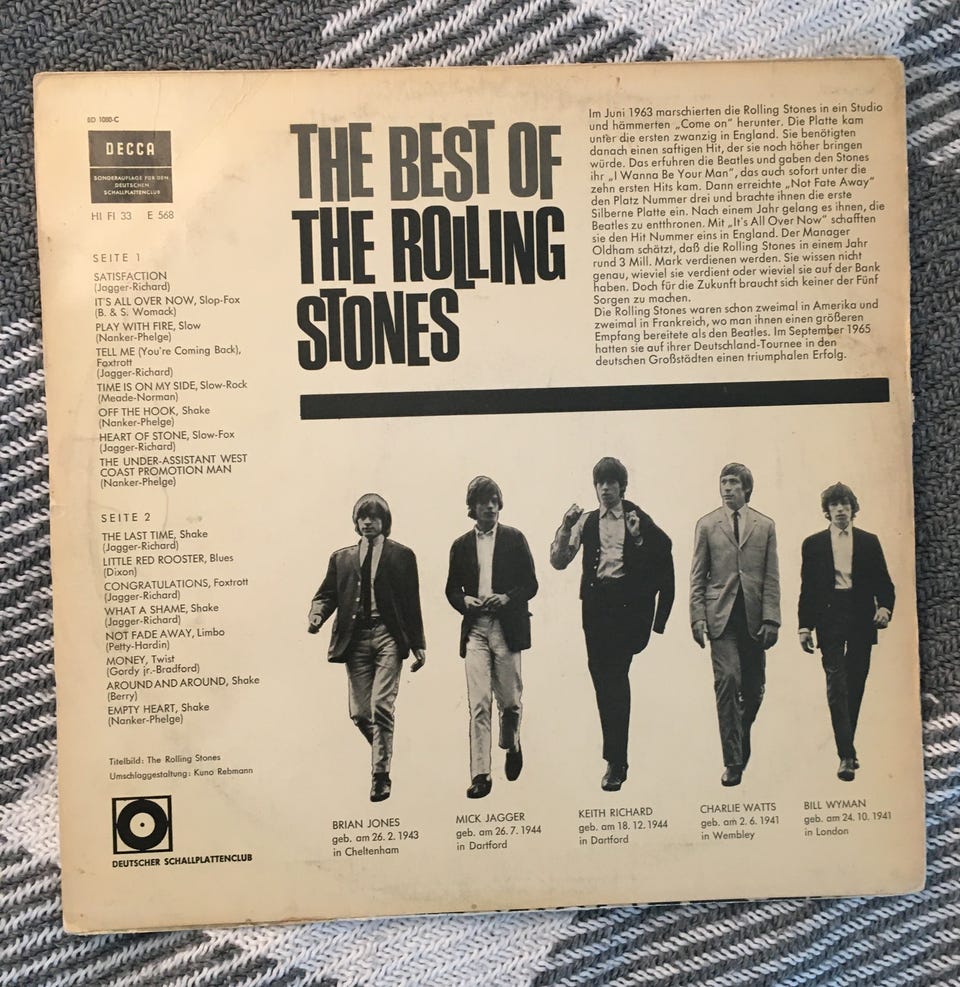 BD 1080-C
DECCA
SONDERAUFLAGE FÜR DEN
DEUTSCHEN
SCHALLPLATTENCLUB
HI FI 33 E 568
SEITE 1
SATISFACTION
(Jagger-Richard)
IT'S ALL OVER NOW, Slop-Fox
(B. & S. Womack)
PLAY WITH FIRE, Slow
(Nanker-Phelge)
TELL ME (You're Coming Back),
Foxtrott
(Jagger-Richard)
TIME IS ON MY SIDE, Slow-Rock
(Meade-Norman)
OFF THE HOOK, Shake
(Nanker-Phelge)
HEART OF STONE, Slow-Fox
(Jagger-Richard)
THE UNDER-ASSISTANT WEST
COAST PROMOTION MAN
(Nanker-Phelge)
SEITE 2
THE LAST TIME, Shake
(Jagger-Richard)
LITTLE RED ROOSTER, Blues
(Dixon)
CONGRATULATIONS, Foxtrott
(Jagger-Richard)
WHAT A SHAME, Shake
(Jagger-Richard)
NOT FADE AWAY, Limbo
(Petty-Hardin)
MONEY, Twist
(Gordy jr.-Bradford)
AROUND AND AROUND, Shake
(Berry)
EMPTY HEART, Shake
(Nanker-Phelge)
Titelbild: The Rolling Stones
Umschlaggestaltung: Kuno Rebmann
DEUTSCHER SCHALLPLATTENCLUB
THE BEST OF
THE ROLLING
STONES
Im Juni 1963 marschierten die Rolling Stones in ein Studio
und hämmerten „Come on" herunter. Die Platte kam
unter die ersten zwanzig in England. Sie benötigten
danach einen saftigen Hit, der sie noch höher bringen
würde. Das erfuhren die Beatles und gaben den Stones
ihr „I Wanna Be Your Man", das auch sofort unter die
zehn ersten Hits kam. Dann erreichte „Not Fade Away"
den Platz Nummer drei und brachte ihnen die erste
Silberne Platte ein. Nach einem Jahr gelang es ihnen, die
Beatles zu entthronen. Mit „It's All Over Now" schafften
sie den Hit Nummer eins in England. Der Manager
Oldham schätzt, daß die Rolling Stones in einem Jahr
rund 3 Mill. Mark verdienen werden. Sie wissen nicht
genau, wieviel sie verdient oder wieviel sie auf der Bank
haben. Doch für die Zukunft braucht sich keiner der Fünf
Sorgen zu machen.
Die Rolling Stones waren schon zweimal in Amerika und
zweimal in Frankreich, wo man ihnen einen größeren
Empfang bereitete als den Beatles. Im September 1965
hatten sie auf ihrer Deutschland-Tournee in den
deutschen Großstädten einen triumphalen Erfolg.
BRIAN JONES
geb. am 26. 2. 1943
in Cheltenham
MICK JAGGER
geb. am 26. 7. 1944
in Dartford
KEITH RICHARD
geb. am 18. 12. 1944
in Dartford
CHARLIE WATTS
geb. am 2. 6. 1941
in Wembley
BILL WYMAN
geb. am 24. 10. 1941
in London